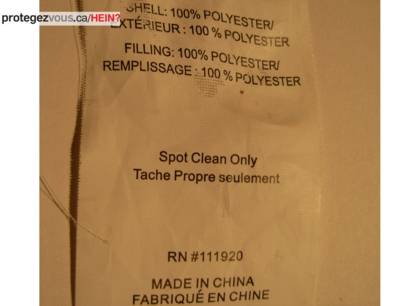 protegezvous.ca/HEIN?
SHELL: 100% POLYESTER/
EXTÉRIEUR : 100 % POLYESTER
FILLING: 100% POLYESTER/
REMPLISSAGE : 100 % POLYESTER
Spot Clean Only
Tache Propre seulement
RN #111920
MADE IN CHINA
FABRIQUÉ EN CHINE